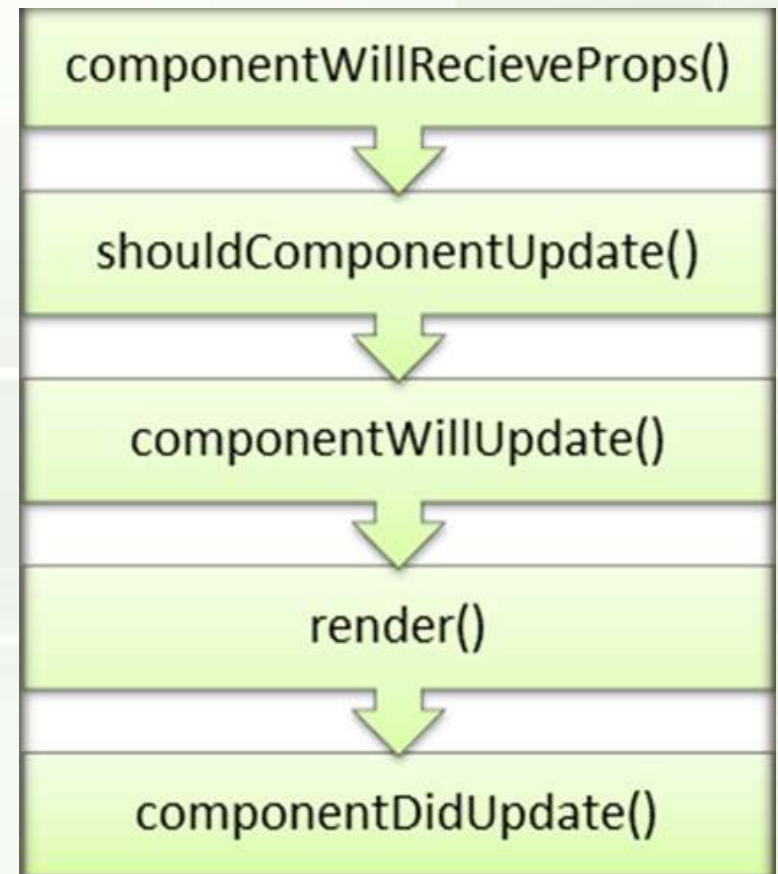 componentWillRecieveProps()
shouldComponentUpdate()
componentWillUpdate()
render()
componentDidUpdate()